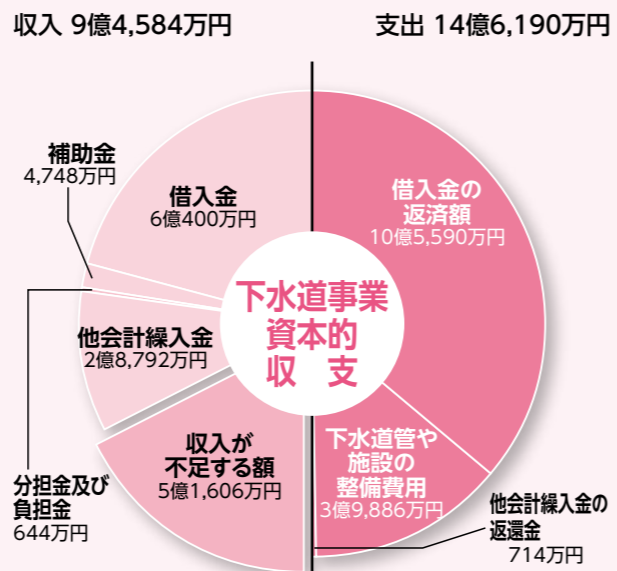 収入 9億4,584万円
支出 14億6,190万円
補助金
4,748万円
借入金
6億400万円
借入金の
返済額
10億5,590万円
下水道事業
資本的
収　支
他会計繰入金
2億8,792万円
収入が
不足する額
5億1,606万円
下水道管や
施設の
整備費用
3億9,886万円
分担金及び
負担金
644万円
他会計繰入金の
返還金
714万円